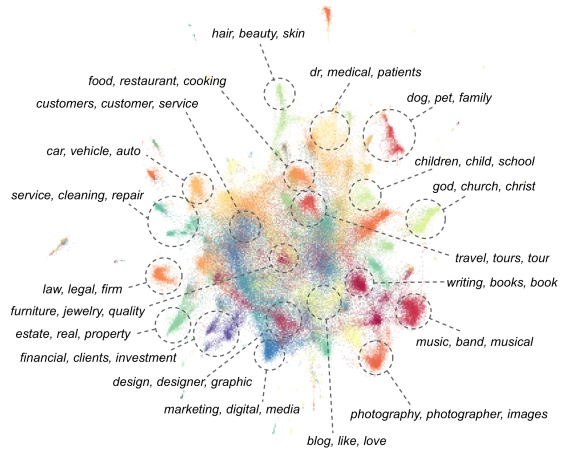 hair, beauty, skin
dr, medical, patients
food, restaurant, cooking
dog, pet, family
customers, customer, service
car, vehicle, auto
children, child, school
god, church, christ
service, cleaning, repair
travel, tours, tour
writing, books, book
law, legal, firm
furniture, jewelry, quality
estate, real, property
music, band, musical
financial, clients, investment
design, designer, graphic
marketing, digital, media
photography, photographer, images
blog, like, love